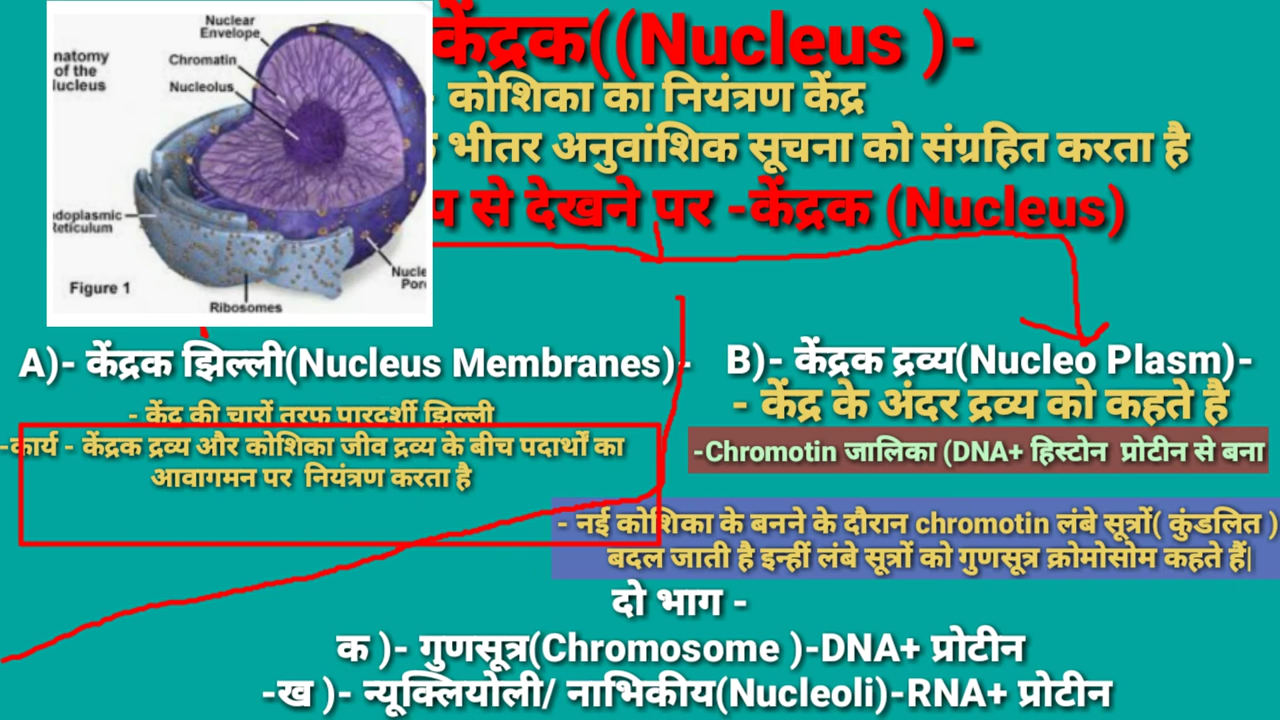 Nuclear
Envelope
Chromatin
Nucleolus
natomy
of the
ucleus
doplasmic
Reticulum
Figure 1
Ribosomes
Nucle
Por
केंद्रक((Nucleus )-
- कोशिका का नियंत्रण केंद्र
भीतर अनुवांशिक सूचना को संग्रहित करता है
प से देखने पर -केंद्रक (Nucleus)
A)- केंद्रक झिल्ली(Nucleus Membranes)-
- केंद की चारों तरफ पारदर्शी झिल्ली
-कार्य - केंद्रक द्रव्य और कोशिका जीव द्रव्य के बीच पदार्थों का
आवागमन पर नियंत्रण करता है
B)- केंद्रक द्रव्य(Nucleo Plasm)-
- केंद्र के अंदर द्रव्य को कहते है
-Chromotin जालिका (DNA+ हिस्टोन प्रोटीन से बना
- नई कोशिका के बनने के दौरान chromotin लंबे सूत्रों( कुंडलित )
बदल जाती है इन्हीं लंबे सूत्रों को गुणसूत्र क्रोमोसोम कहते हैं|
दो भाग -
क )- गुणसूत्र(Chromosome )-DNA+ प्रोटीन
-ख )- न्यूक्लियोली/ नाभिकीय(Nucleoli)-RNA+ प्रोटीन